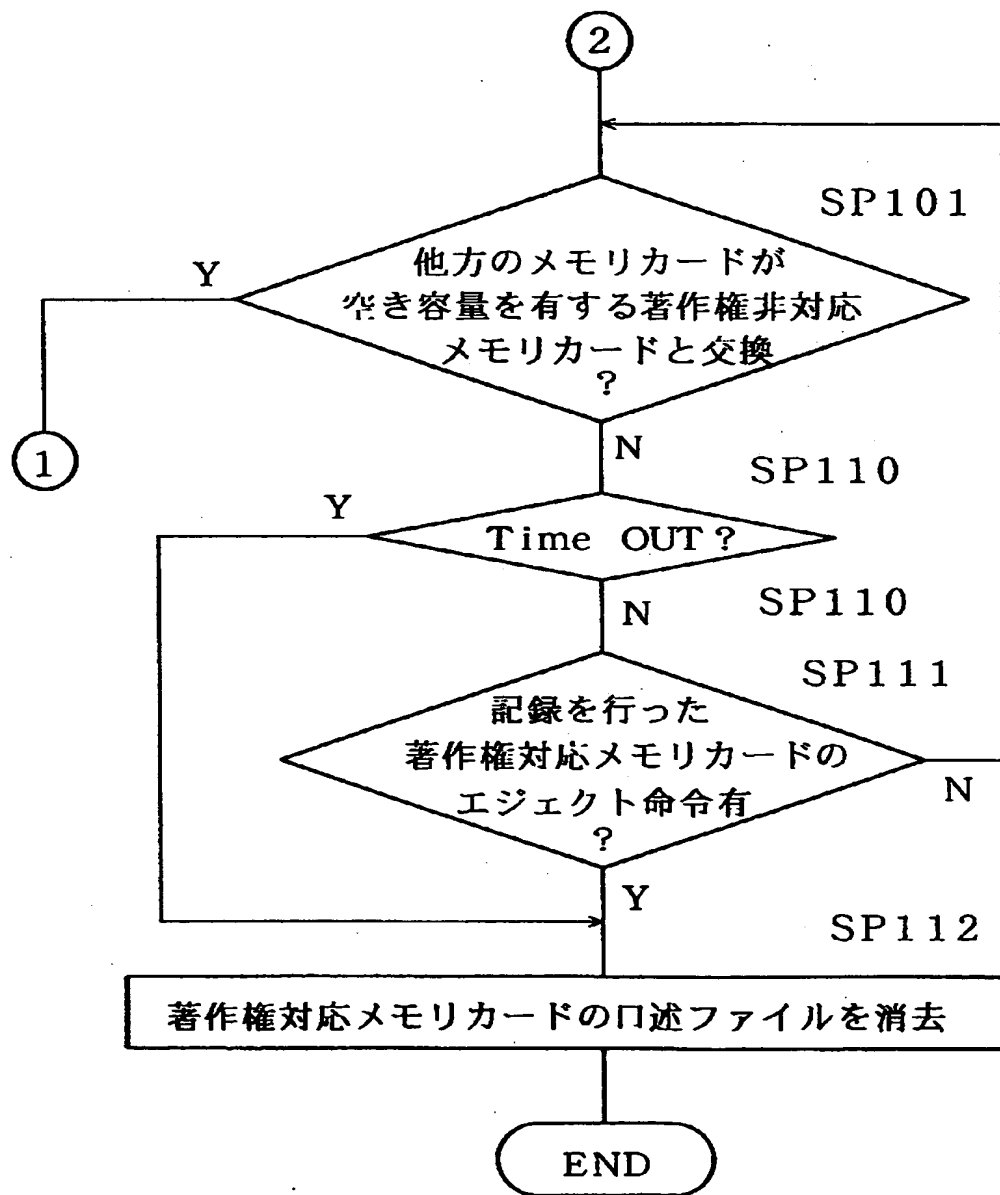 2
SP101
Y
他方のメモリカードが
空き容量を有する著作権非対応
メモリカードと交換
?
1
N
SP110
Y
Time OUT?
N
SP110
SP111
記録を行った
著作権対応メモリカードの
エジェクト命令有
?
N
Y
SP112
著作権対応メモリカードの口述ファイルを消去
END